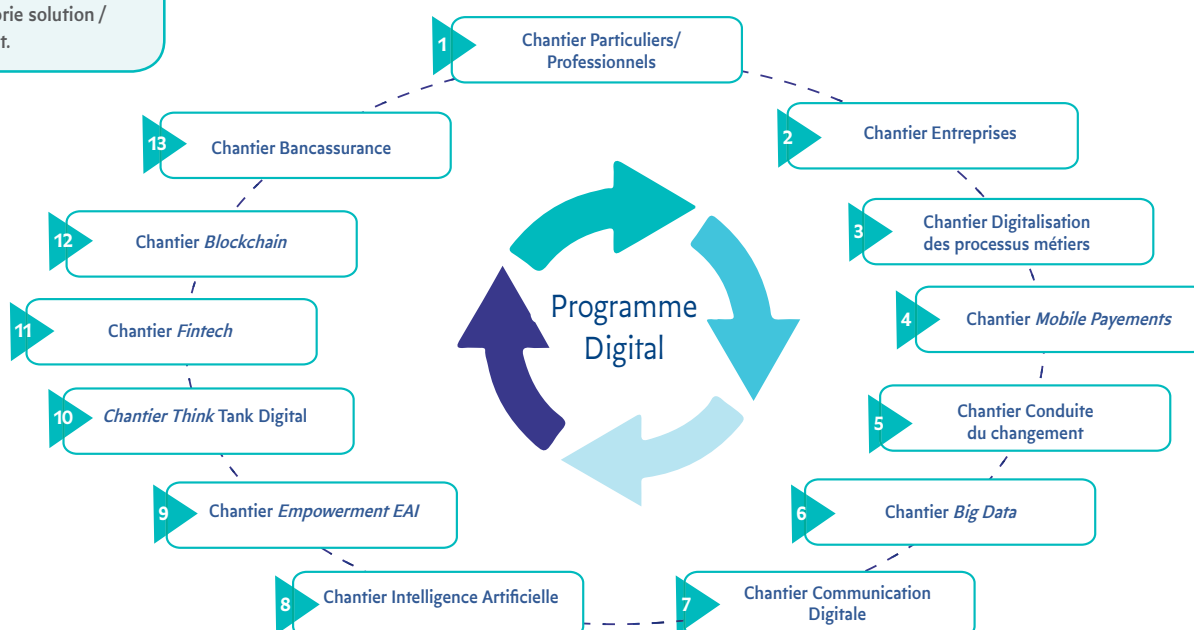 solution /
t.
1
Chantier Particuliers/
Professionnels
2
Chantier Entreprises
3
Chantier Digitalisation
des processus métiers
4
Chantier Mobile Payements
5
Chantier Conduite
du changement
6
Chantier Big Data
7
Chantier Communication
Digitale
8
Chantier Intelligence Artificielle
9
Chantier Empowerment EAI
10
Chantier Think Tank Digital
11
Chantier Fintech
12
Chantier Blockchain
13
Chantier Bancassurance
Programme
Digital